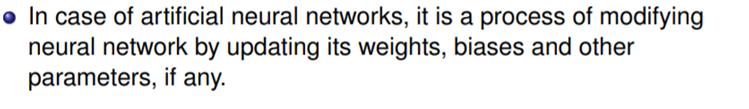 In case of artificial neural networks, it is a process of modifying
neural network by updating its weights, biases and other
parameters, if any.